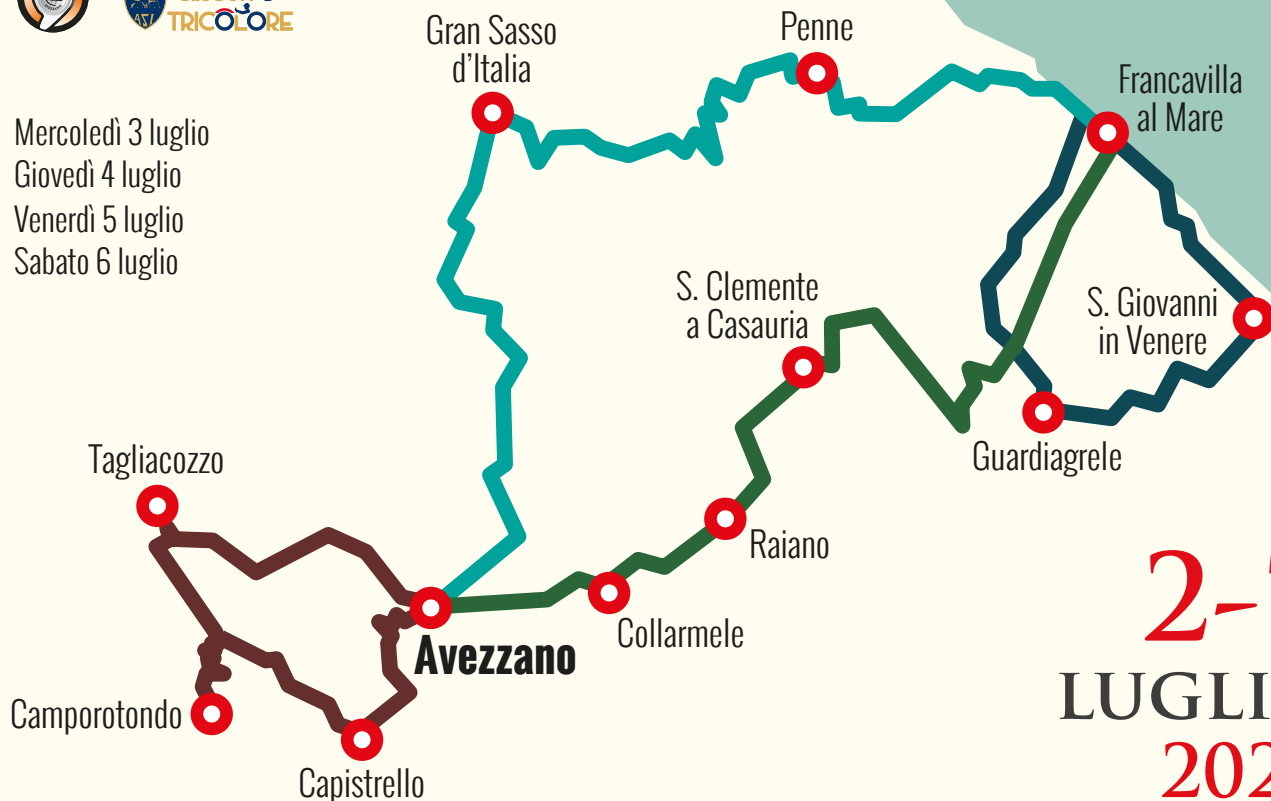 ASI
TRICOLORE
Mercoledì 3 luglio
Giovedì 4 luglio
Venerdì 5 luglio
Sabato 6 luglio
Gran Sasso
d'Italia
Penne
Francavilla
al Mare
S. Clemente
a Casauria
S. Giovanni
in Venere
Guardiagrele
Tagliacozzo
Raiano
Collarmele
Avezzano
Camporotondo
Capistrello
2-
LUGLI
202